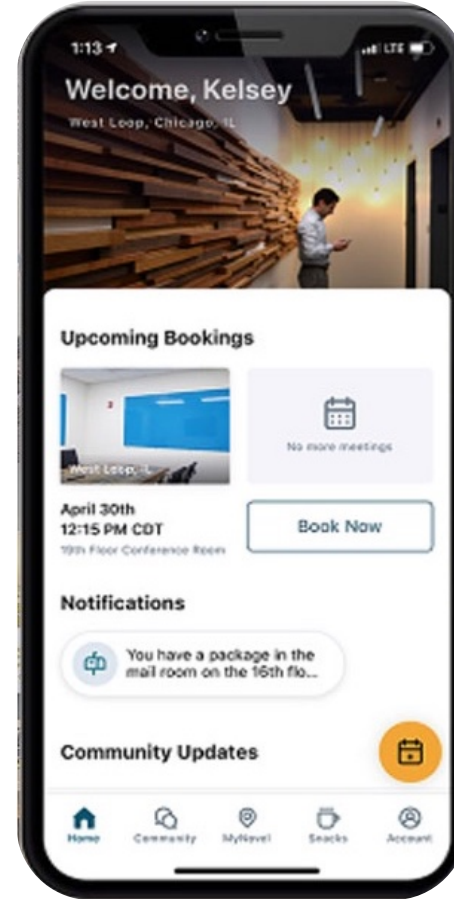 1:13
LTE
Welcome, Kelsey
West Loop, Chicago, IL
Upcoming Bookings
West Loop, IL
No more meetings
April 30th
12:15 PM CDT
19th Floor Conference Room
Book Now
Notifications
You have a package in the
mail room on the 16th flo...
Community Updates
Home
Community
MyNovel
Snacks
Account